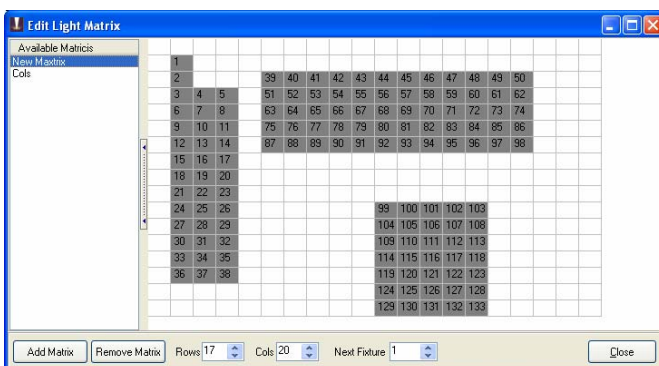 Edit Light Matrix
Available Matricis
New Maxtrix
Cols
1
2 39 40 41 42 43 44 45 46 47 48 49 50
3 4 5 51 52 53 54 55 56 57 58 59 60 61 62
6 7 8 63 64 65 66 67 68 69 70 71 72 73 74
9 10 11 75 76 77 78 79 80 81 82 83 84 85 86
12 13 14 87 88 89 90 91 92 93 94 95 96 97 98
15 16 17
18 19 20
21 22 23
24 25 26 99 100 101 102 103
27 28 29 104 105 106 107 108
30 31 32 109 110 111 112 113
33 34 35 114 115 116 117 118
36 37 38 119 120 121 122 123
124 125 126 127 128
129 130 131 132 133
Add Matrix Remove Matrix Rows 17 Cols 20 Next Fixture 1 Close